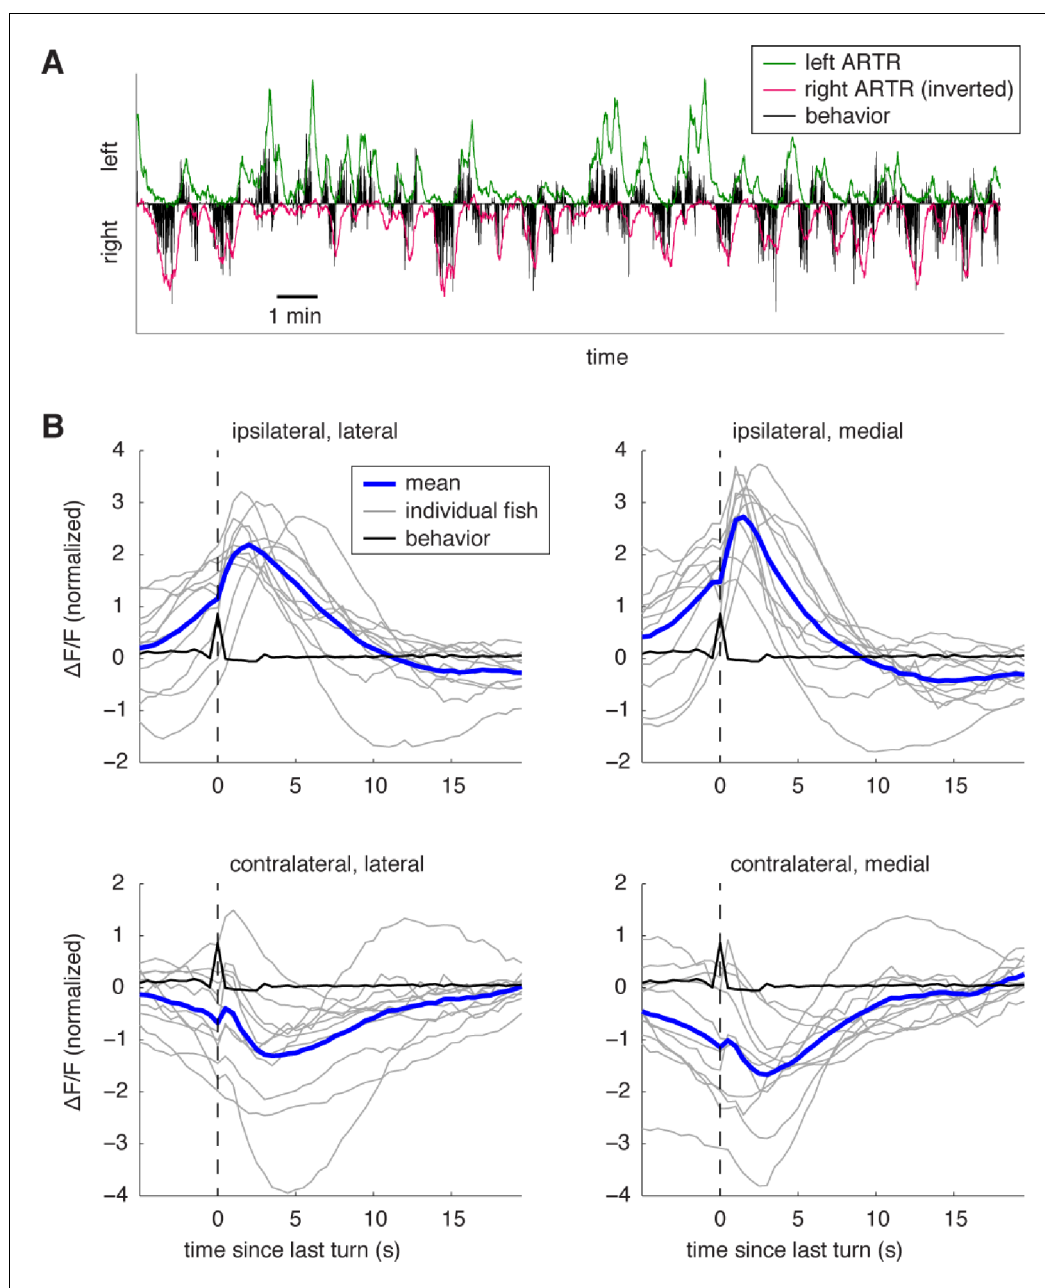 A
left ARTR
right ARTR (inverted)
behavior
left
right
1 min
time
B
ipsilateral, lateral
ipsilateral, medial
mean
individual fish
behavior
ΔF/F (normalized)
4
3
2
1
0
−1
−2
0
5
10
15
4
3
2
1
0
−1
−2
0
5
10
15
contralateral, lateral
contralateral, medial
ΔF/F (normalized)
2
1
0
−1
−2
−3
−4
0
5
10
15
time since last turn (s)
2
1
0
−1
−2
−3
−4
0
5
10
15
time since last turn (s)